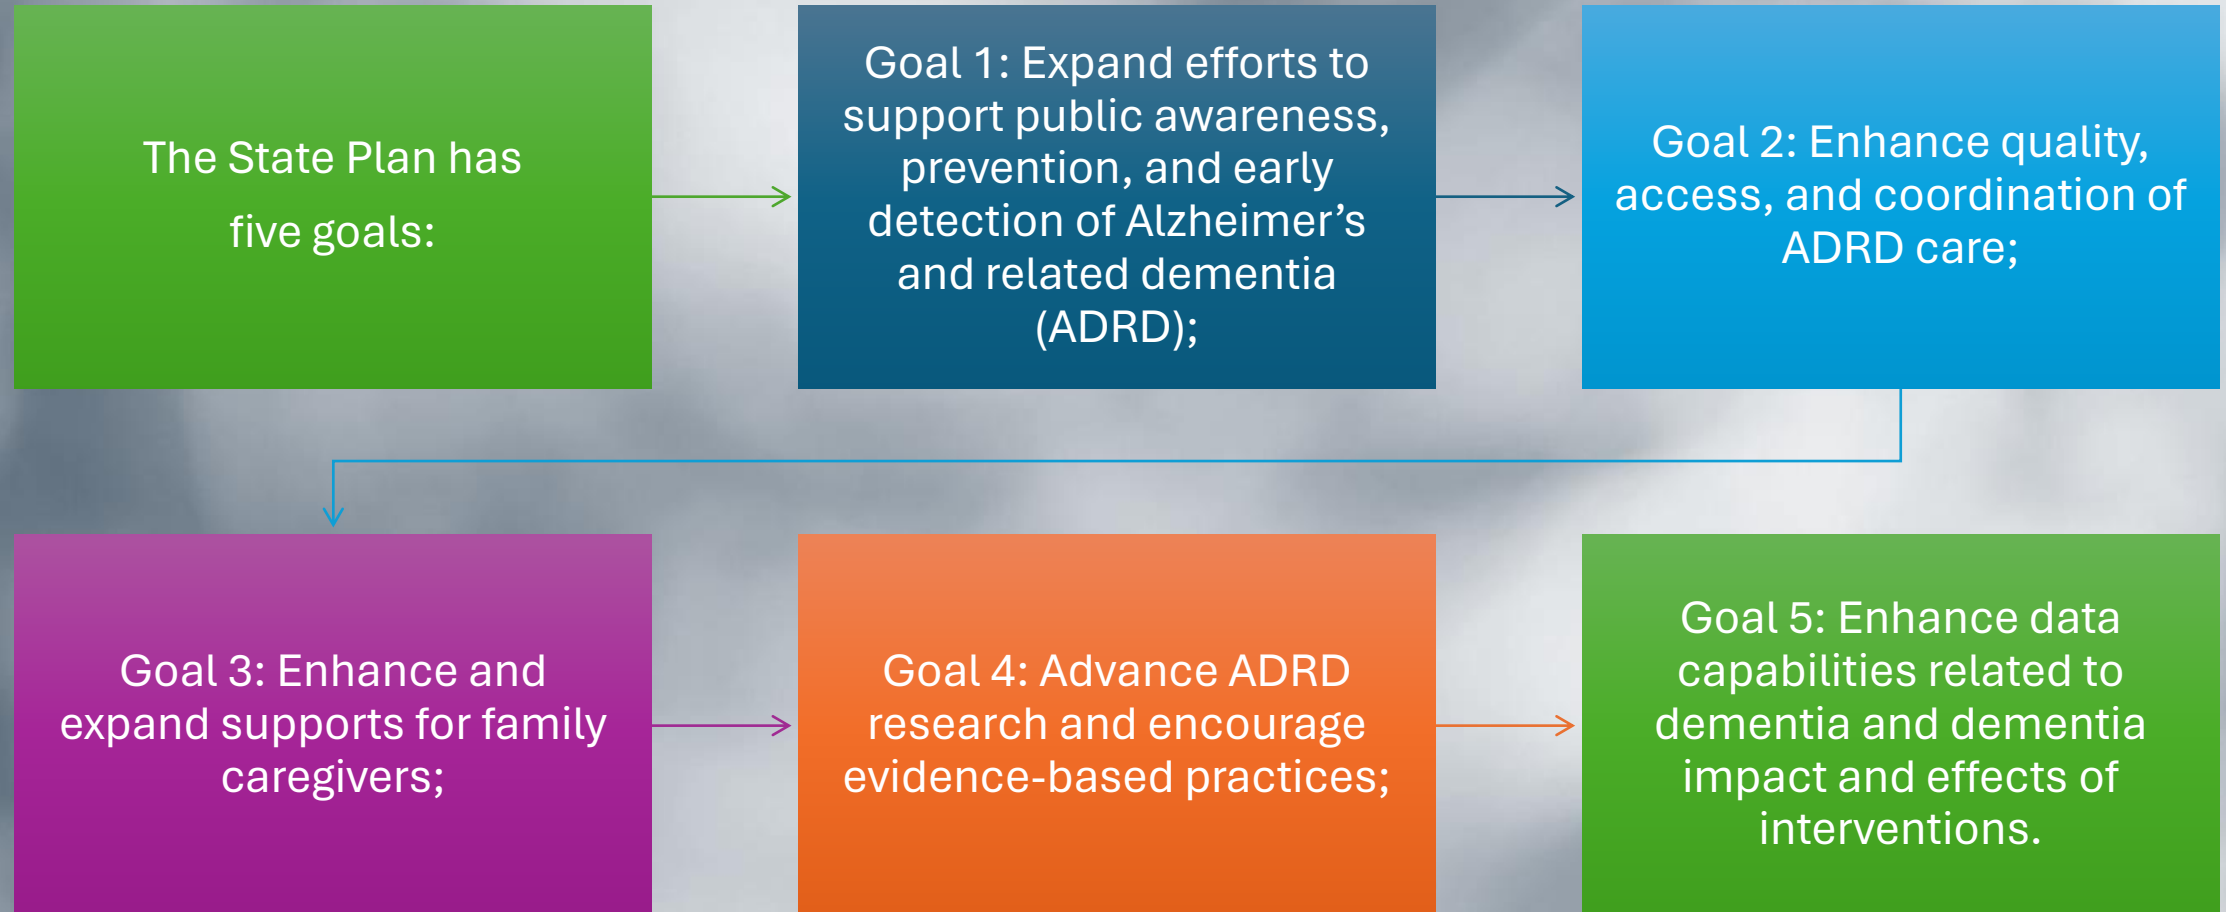 The State Plan has
five goals:
Goal 1: Expand efforts to
support public awareness,
prevention, and early
detection of Alzheimer’s
and related dementia
(ADRD);
Goal 2: Enhance quality,
access, and coordination of
ADRD care;
Goal 3: Enhance and
expand supports for family
caregivers;
Goal 4: Advance ADRD
research and encourage
evidence-based practices;
Goal 5: Enhance data
capabilities related to
dementia and dementia
impact and effects of
interventions.